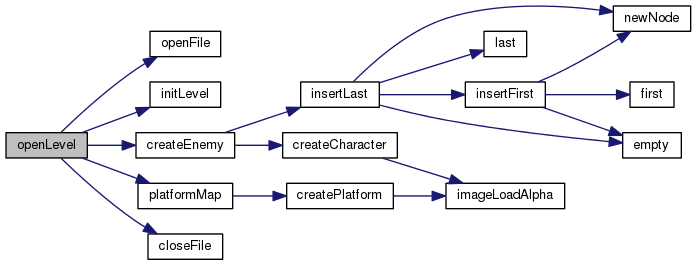 newNode
openFile
last
initLevel
insertLast
insertFirst
first
openLevel
createEnemy
createCharacter
empty
platformMap
createPlatform
imageLoadAlpha
closeFile